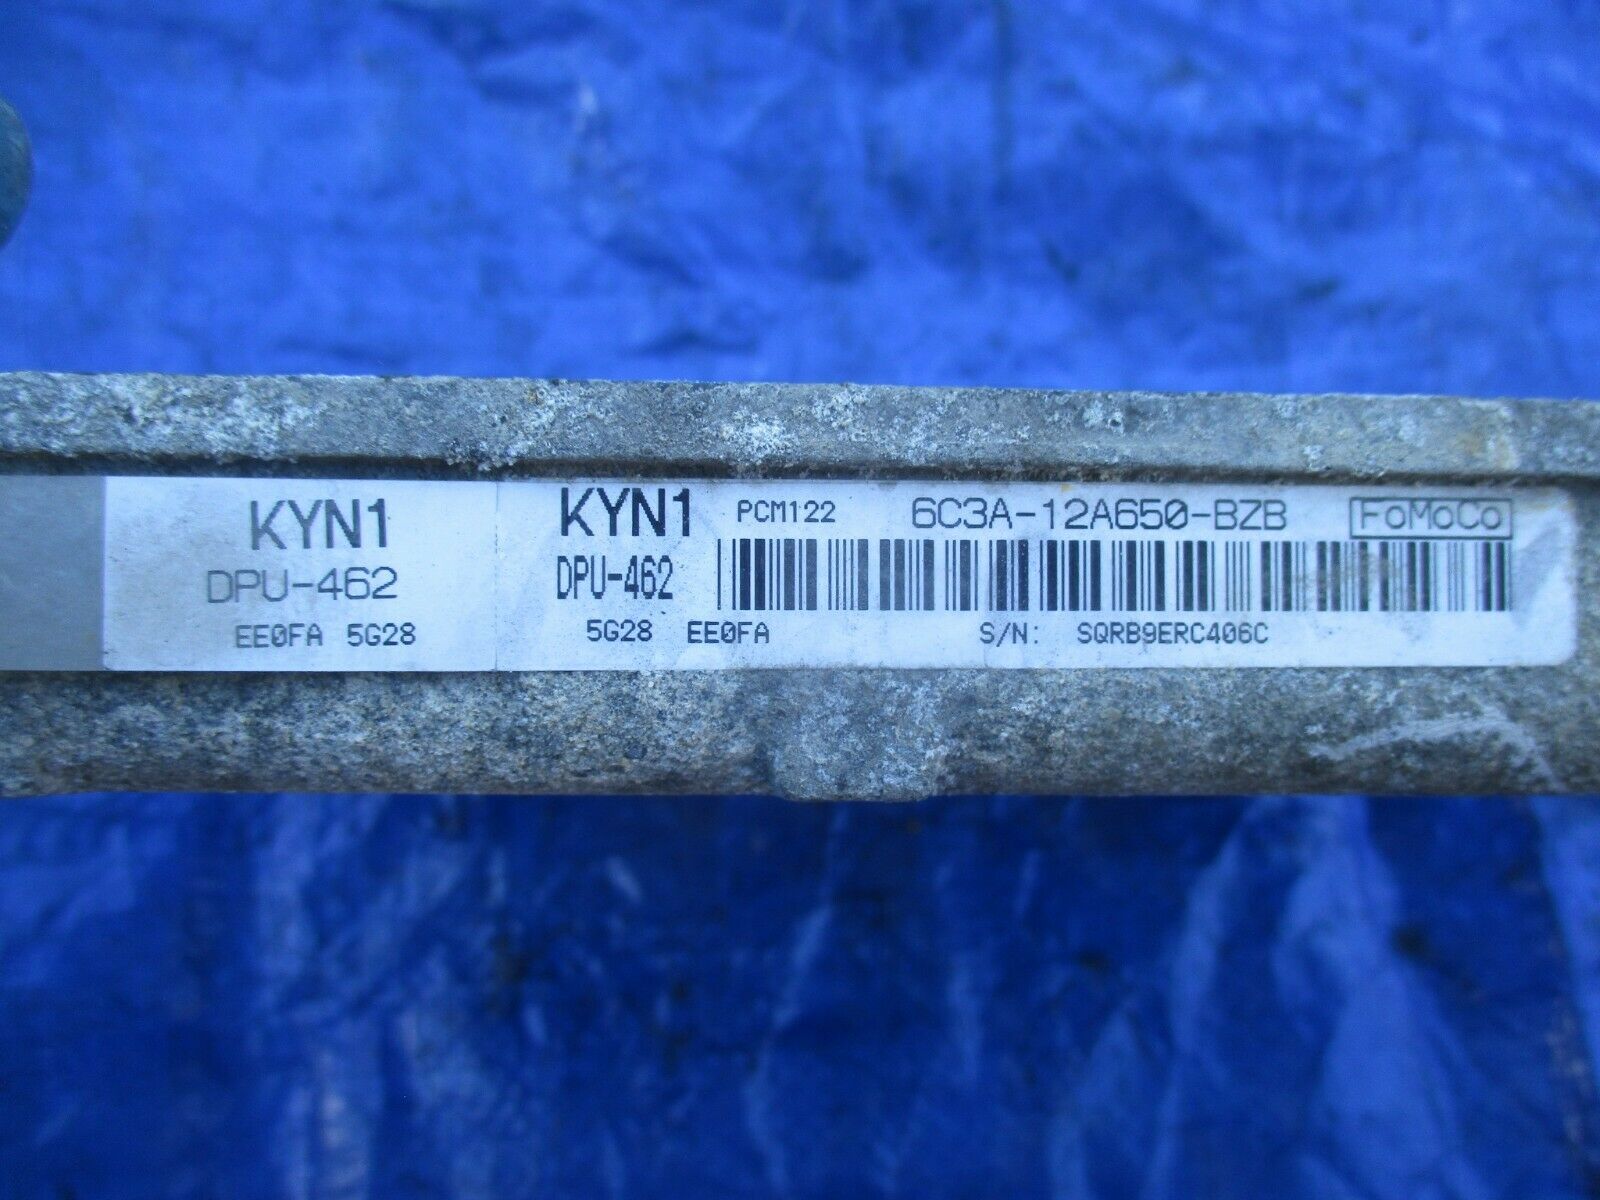 KYN1
DPU-462
EE0FA 5G28
KYN1 PCM122 6C3A-12A650-BZB FoMoCo
DPU-462
5G28 EE0FA S/N: SQRB9ERC406C